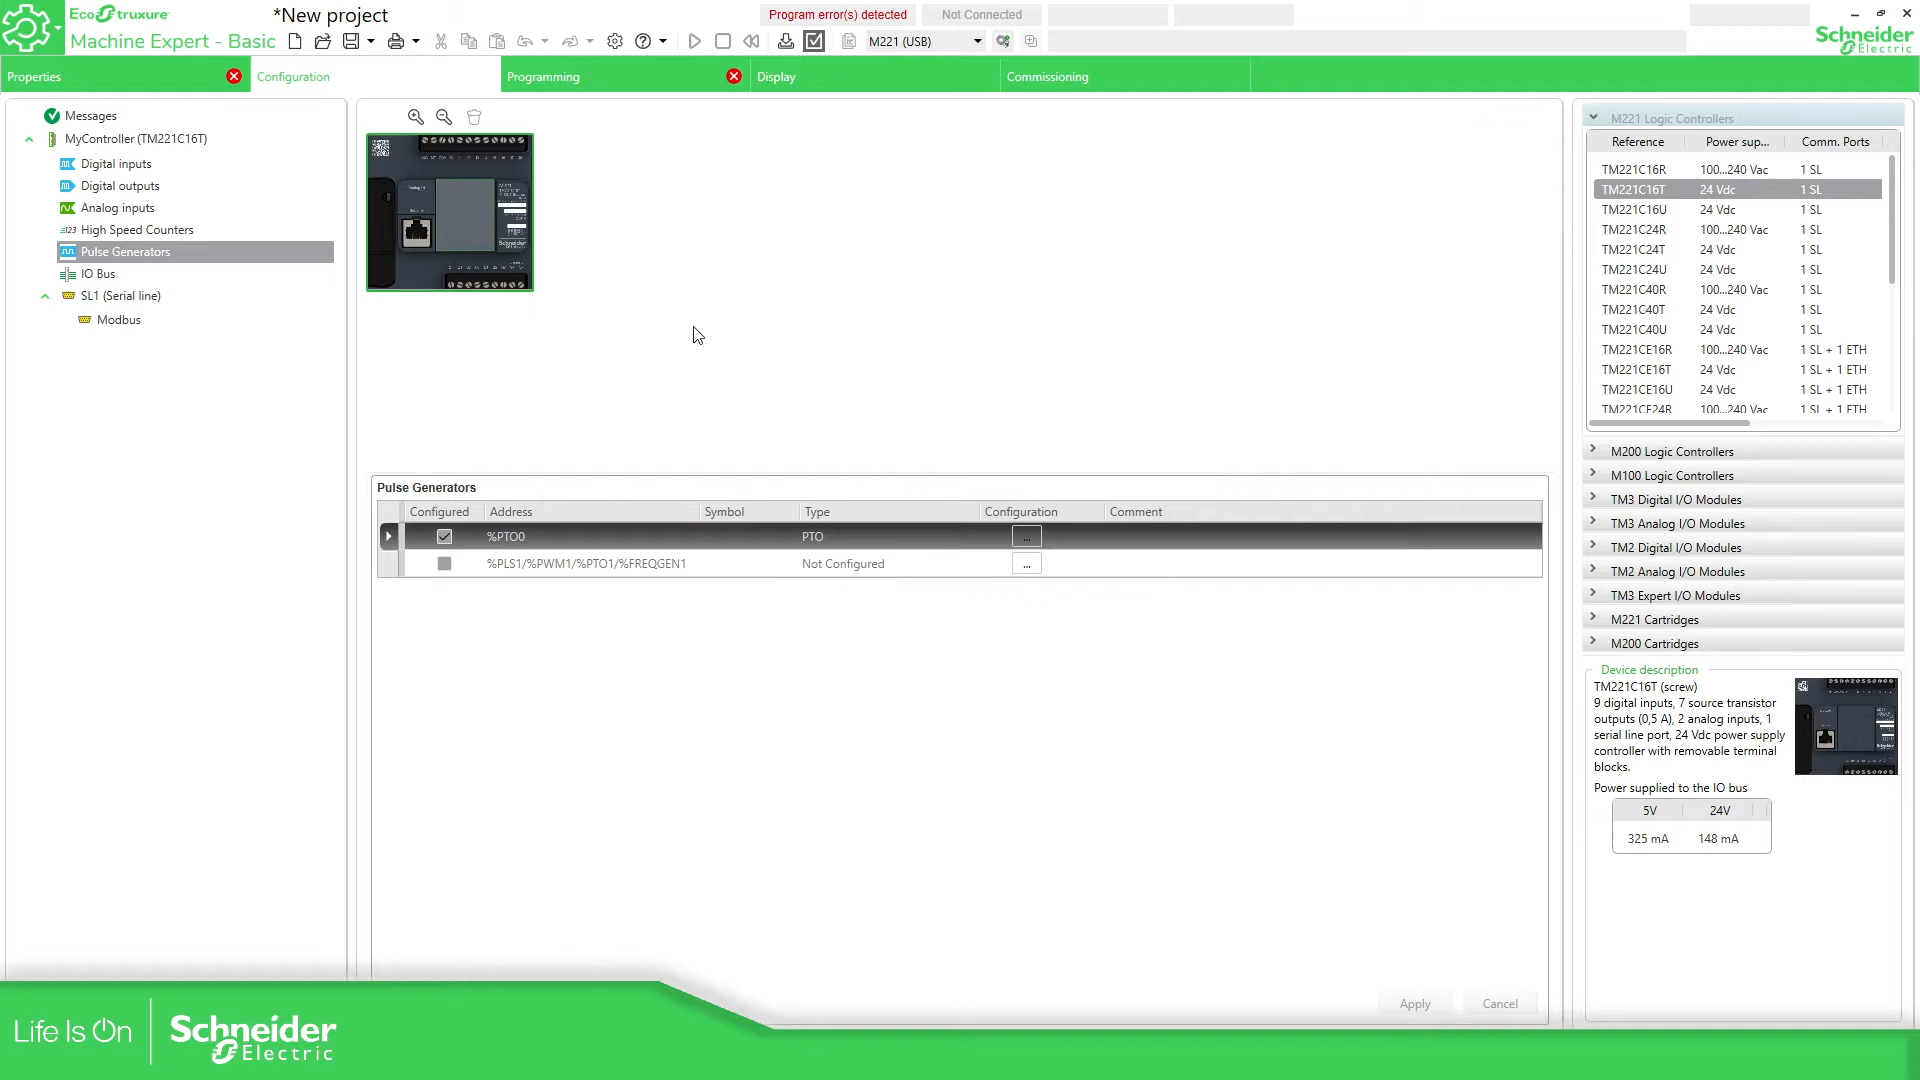 EcoStruxure
Machine Expert - Basic
*New project
Program error(s) detected
Not Connected
M221 (USB)
Schneider
Electric
Properties
Configuration
Programming
Display
Commissioning
Messages
MyController (TM221C16T)
Digital inputs
Digital outputs
Analog inputs
High Speed Counters
Pulse Generators
IO Bus
SL1 (Serial line)
Modbus
Pulse Generators
Configured Address Symbol Type Configuration Comment
%PTO0 PTO ...
%PLS1/%PWM1/%PTO1/%FREQGEN1 Not Configured ...
Apply Cancel
M221 Logic Controllers
Reference Power sup... Comm. Ports
TM221C16R 100...240 Vac 1 SL
TM221C16T 24 Vdc 1 SL
TM221C16U 24 Vdc 1 SL
TM221C24R 100...240 Vac 1 SL
TM221C24T 24 Vdc 1 SL
TM221C24U 24 Vdc 1 SL
TM221C40R 100...240 Vac 1 SL
TM221C40T 24 Vdc 1 SL
TM221C40U 24 Vdc 1 SL
TM221CE16R 100...240 Vac 1 SL + 1 ETH
TM221CE16T 24 Vdc 1 SL + 1 ETH
TM221CE16U 24 Vdc 1 SL + 1 ETH
TM221CE24R 100...240 Vac 1 SL + 1 ETH
M200 Logic Controllers
M100 Logic Controllers
TM3 Digital I/O Modules
TM3 Analog I/O Modules
TM2 Digital I/O Modules
TM2 Analog I/O Modules
TM3 Expert I/O Modules
M221 Cartridges
M200 Cartridges
Device description
TM221C16T (screw)
9 digital inputs, 7 source transistor
outputs (0,5 A), 2 analog inputs, 1
serial line port, 24 Vdc power supply
controller with removable terminal
blocks.
Power supplied to the IO bus
5V 24V
325 mA 148 mA
Life Is On
Schneider
Electric